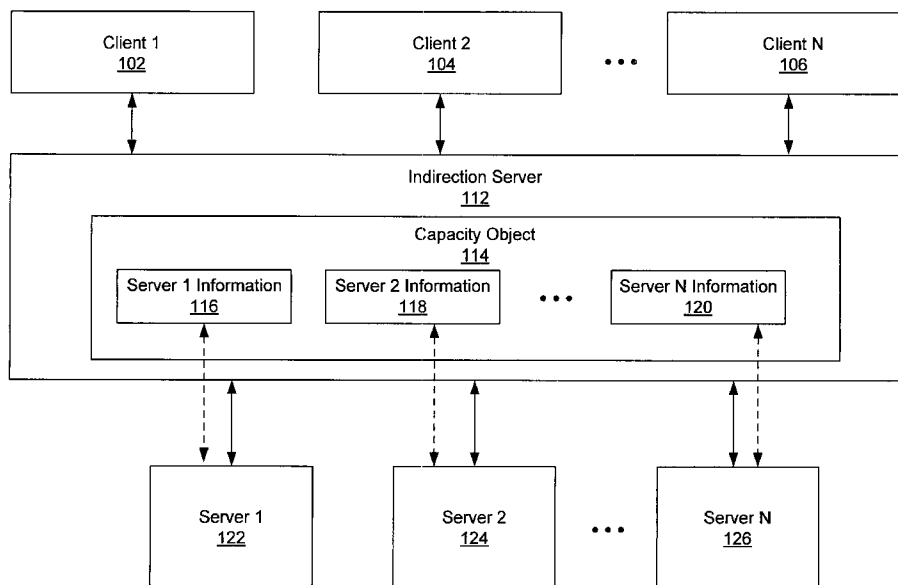 Client 1
102
Client 2
104
Client N
106
Indirection Server
112
Capacity Object
114
Server 1 Information
116
Server 2 Information
118
Server N Information
120
Server 1
122
Server 2
124
Server N
126